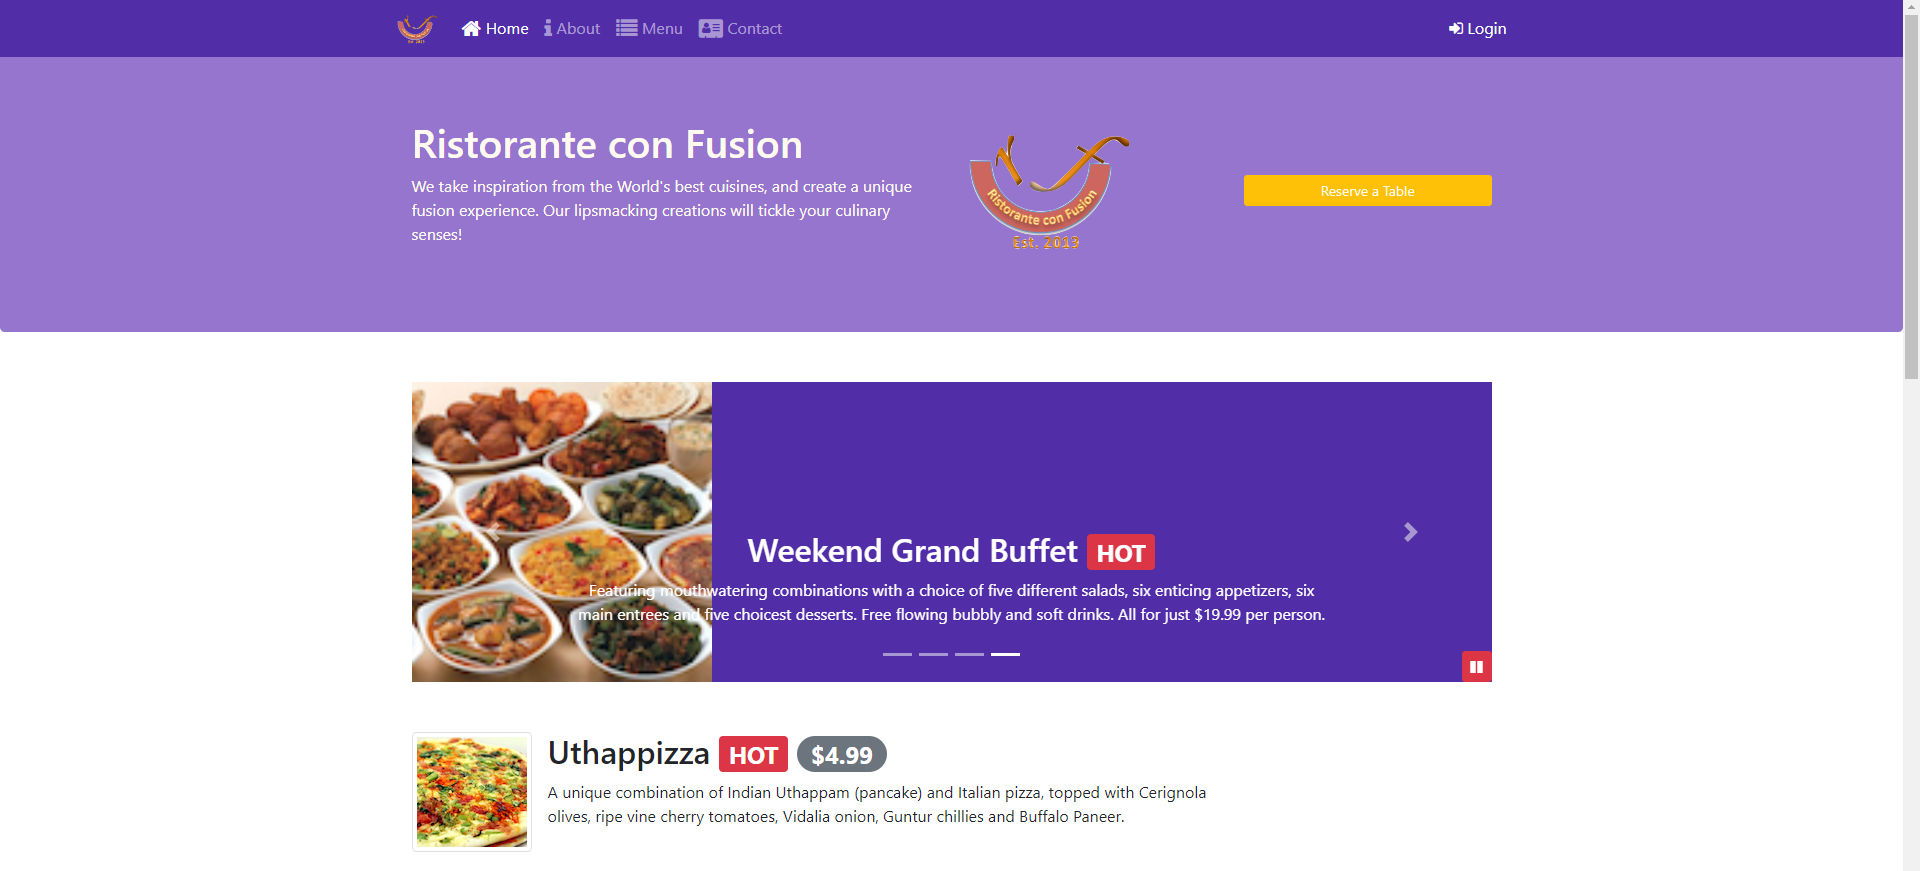 Home About Menu Contact Login
Ristorante con Fusion
We take inspiration from the World's best cuisines, and create a unique
fusion experience. Our lipsmacking creations will tickle your culinary
senses!
Ristorante con Fusion
Est. 2013
Reserve a Table
Weekend Grand Buffet HOT
Featuring mouthwatering combinations with a choice of five different salads, six enticing appetizers, six
main entrees and five choicest desserts. Free flowing bubbly and soft drinks. All for just $19.99 per person.
Uthappizza HOT $4.99
A unique combination of Indian Uthappam (pancake) and Italian pizza, topped with Cerignola
olives, ripe vine cherry tomatoes, Vidalia onion, Guntur chillies and Buffalo Paneer.